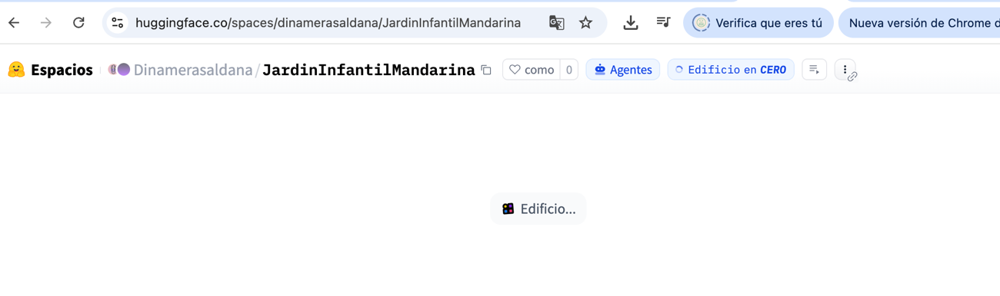 huggingface.co/spaces/dinamerasaldana/JardinInfantilMandarina Verifica que eres tú Nueva versión de Chrome d
Espacios Dinamerasaldana/JardinInfantilMandarina como 0 Agentes Edificio en CERO
Edificio...